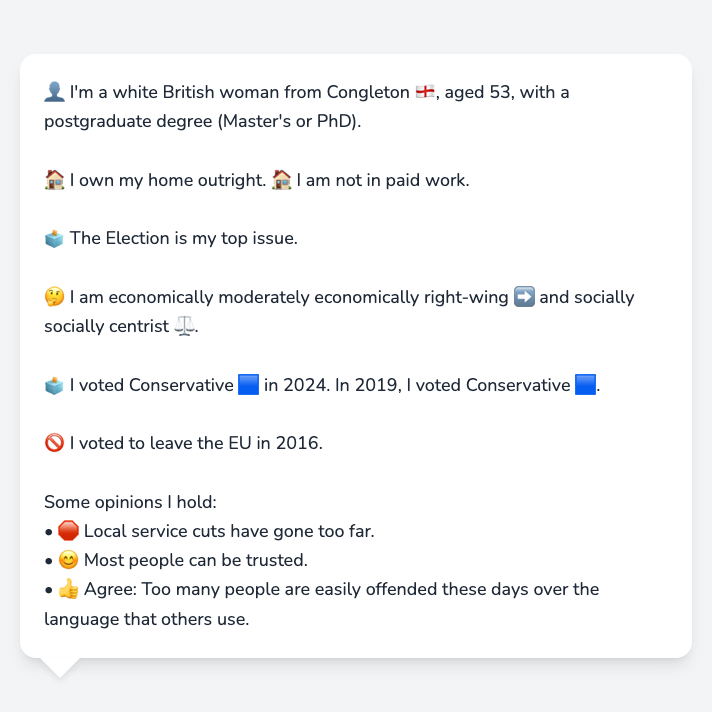 👤 I'm a white British woman from Congleton 🏴󠁧󠁢󠁥󠁮󠁧󠁿, aged 53, with a
postgraduate degree (Master's or PhD).
🏠 I own my home outright. 🏠 I am not in paid work.
🗳️ The Election is my top issue.
🤔 I am economically moderately economically right-wing ➡️ and socially
socially centrist ⚖️.
🗳️ I voted Conservative 🟦 in 2024. In 2019, I voted Conservative 🟦.
🚫 I voted to leave the EU in 2016.
Some opinions I hold:
• 🛑 Local service cuts have gone too far.
• 😊 Most people can be trusted.
• 👍 Agree: Too many people are easily offended these days over the
language that others use.